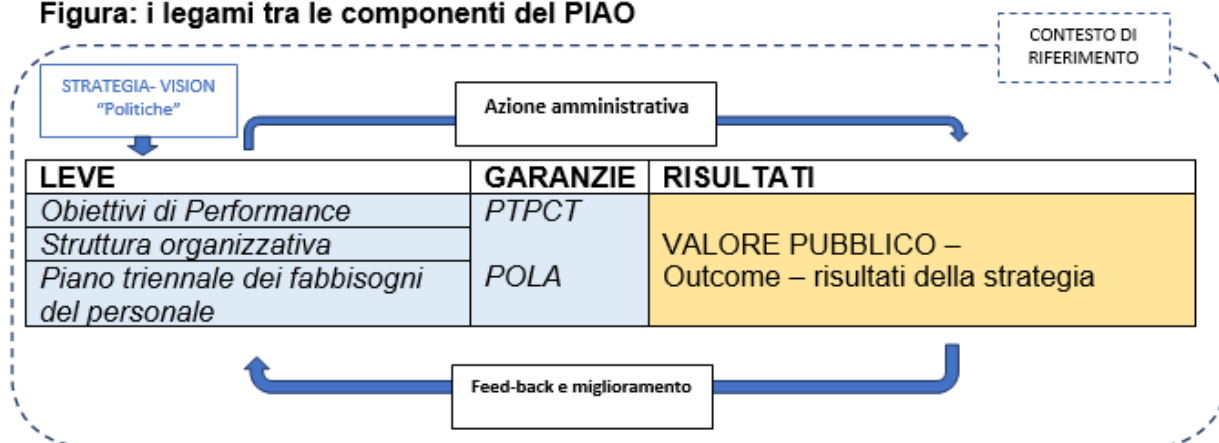 Figura: i legami tra le componenti del PIAO
CONTESTO DI
RIFERIMENTO
STRATEGIA- VISION
“Politiche”
Azione amministrativa
LEVE
GARANZIE
RISULTATI
Obiettivi di Performance
PTPCT
Struttura organizzativa
VALORE PUBBLICO –
Piano triennale dei fabbisogni
POLA
Outcome – risultati della strategia
del personale
Feed-back e miglioramento